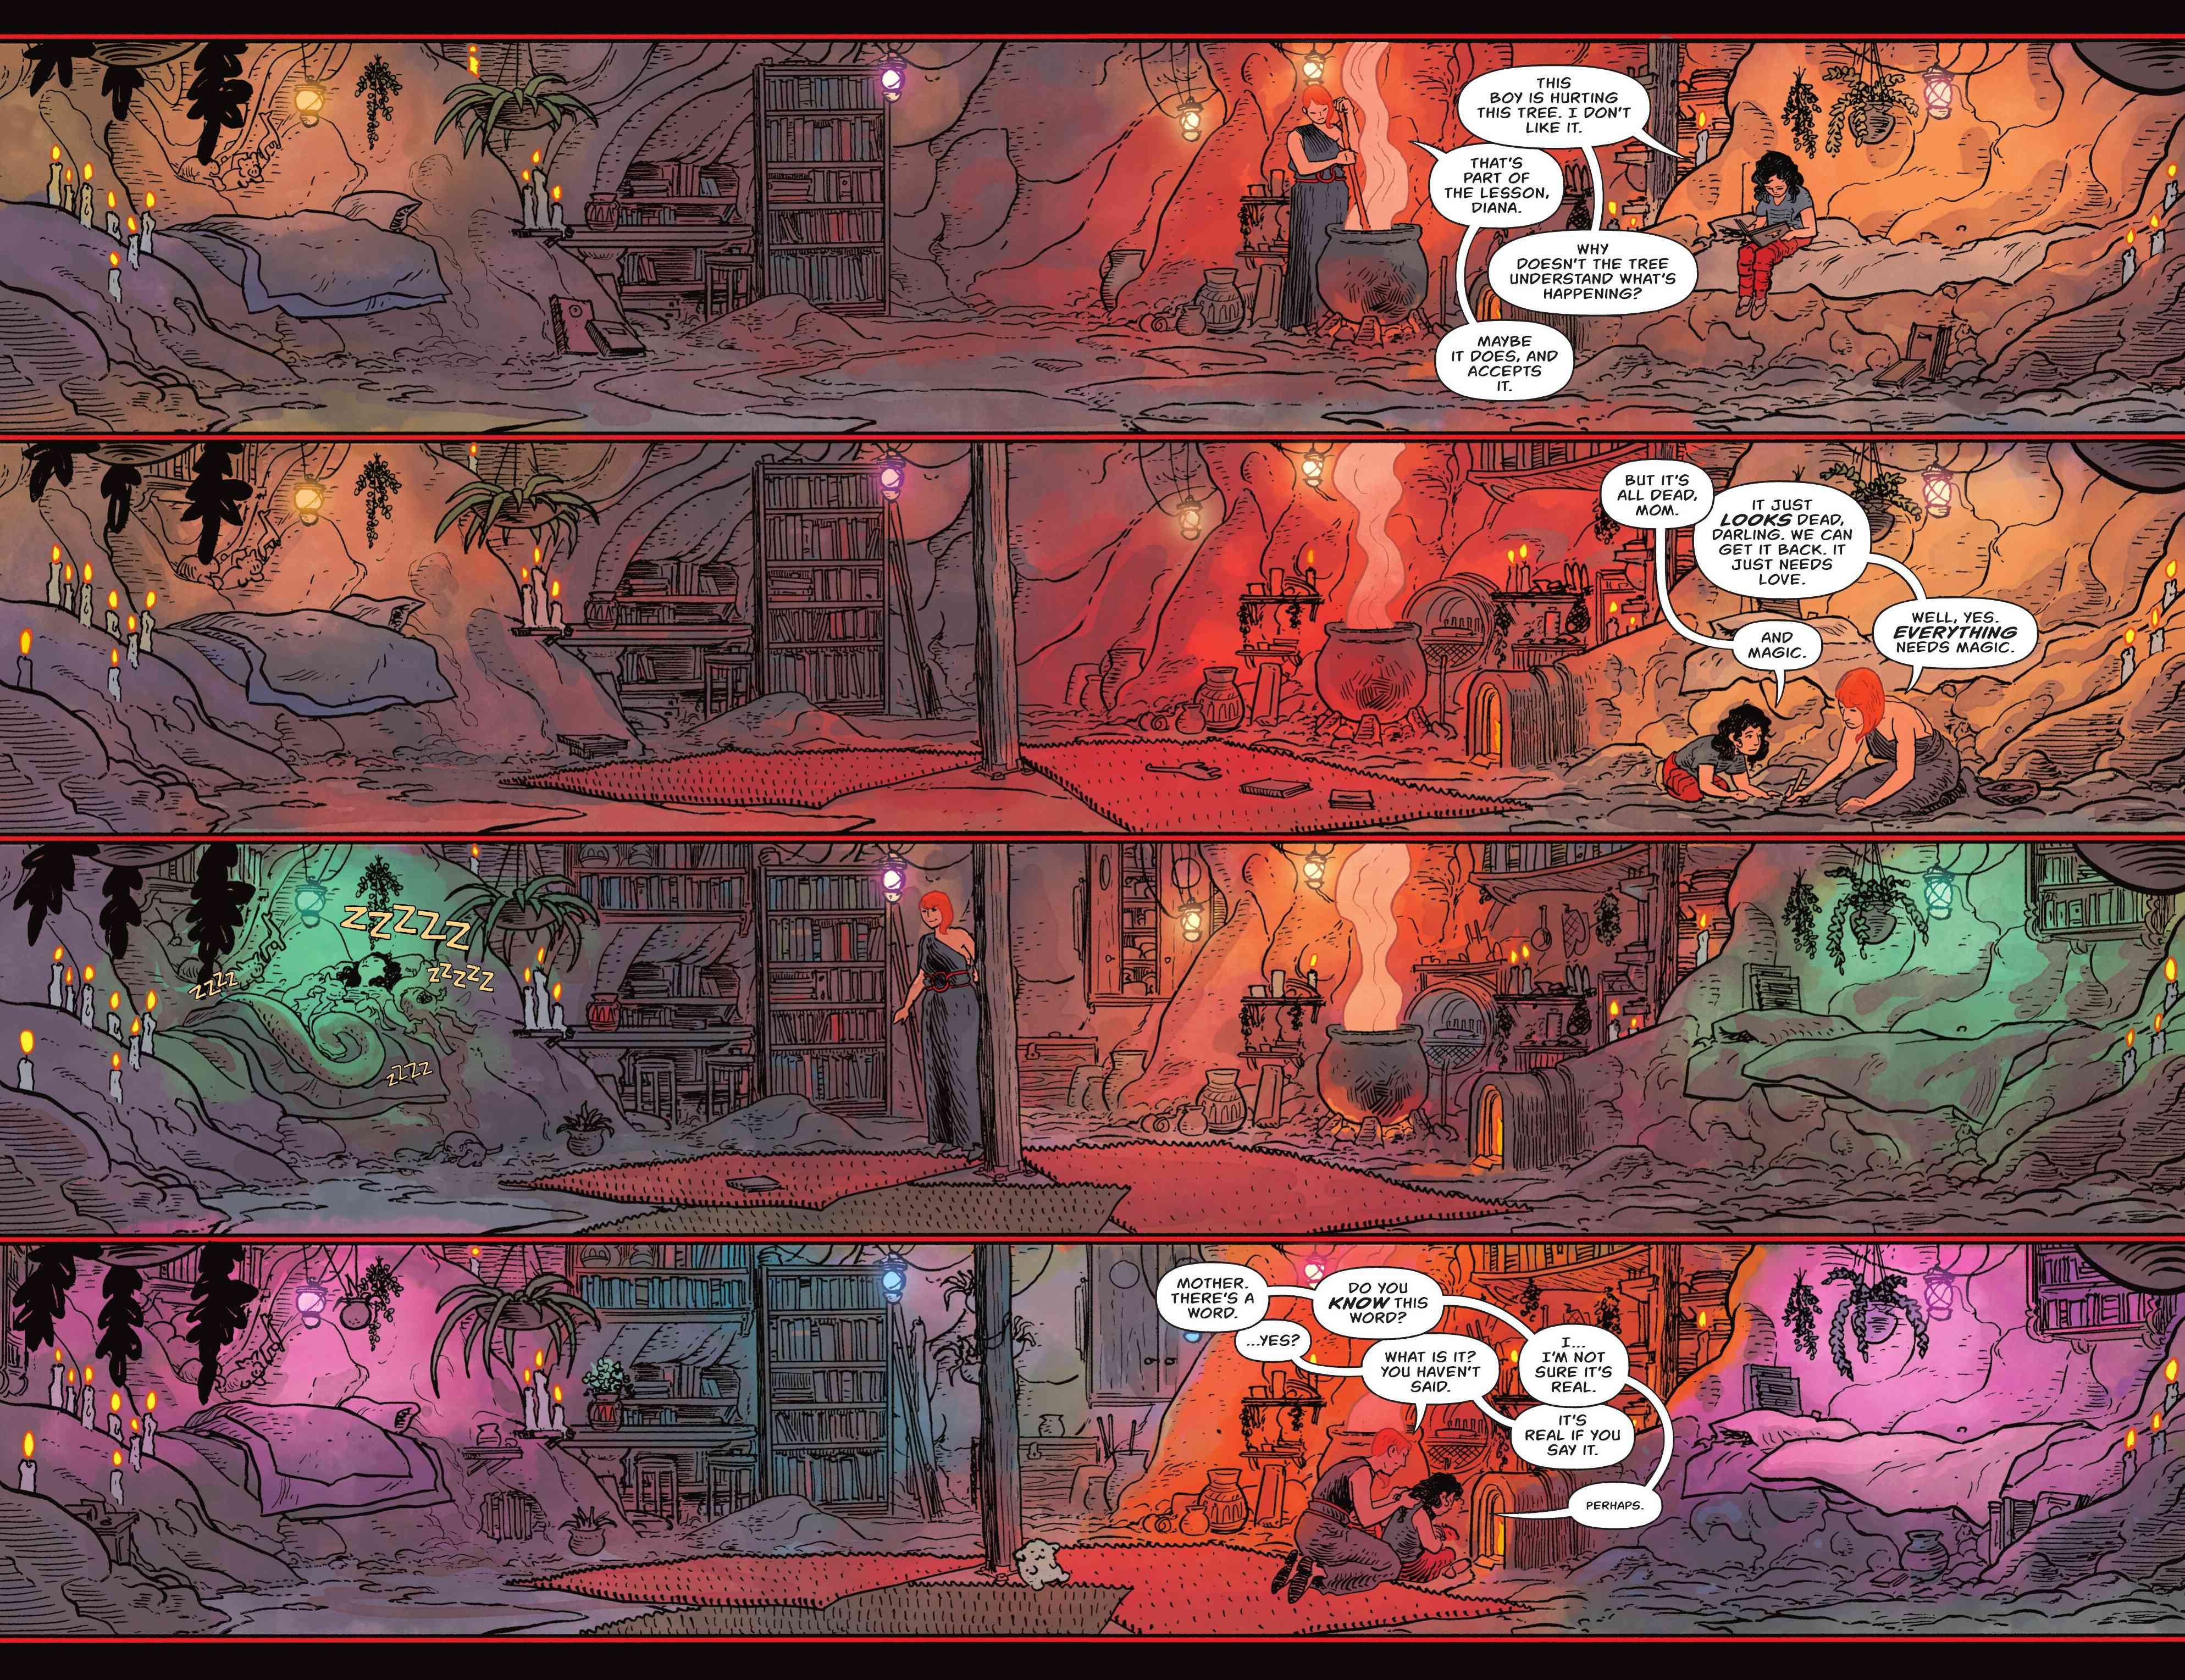 THIS
BOY IS HURTING
THIS TREE. I DON'T
LIKE IT.
THAT'S
PART OF
THE LESSON,
DIANA.
WHY
DOESN'T THE TREE
UNDERSTAND WHAT'S
HAPPENING?
MAYBE
IT DOES, AND
ACCEPTS
IT.
BUT IT'S
ALL DEAD,
MOM.
IT JUST
LOOKS DEAD,
DARLING. WE CAN
GET IT BACK. IT
JUST NEEDS
LOVE.
AND
MAGIC.
WELL, YES.
EVERYTHING
NEEDS MAGIC.
ZZZZZ
ZZZZ
ZZZZZ
ZZZZ
MOTHER.
THERE'S A
WORD.
DO YOU
KNOW THIS
WORD?
...YES?
WHAT IS IT?
YOU HAVEN'T
SAID.
I...
I'M NOT
SURE IT'S
REAL.
IT'S
REAL IF YOU
SAY IT.
PERHAPS.